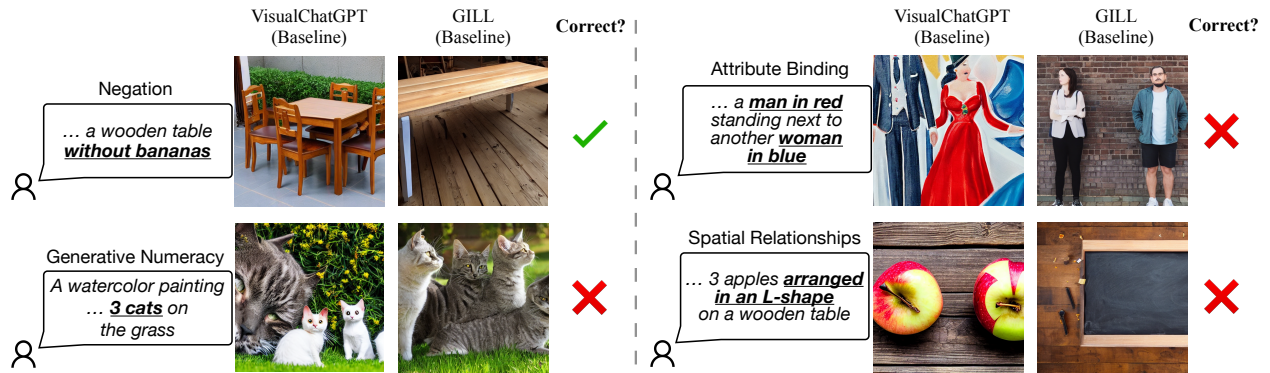 VisualChatGPT
(Baseline)
GILL
(Baseline)
Correct?
Negation
… a wooden table
without bananas
Generative Numeracy
A watercolor painting
… 3 cats on
the grass
VisualChatGPT
(Baseline)
GILL
(Baseline)
Correct?
Attribute Binding
… a man in red
standing next to
another woman
in blue
Spatial Relationships
… 3 apples arranged
in an L-shape
on a wooden table